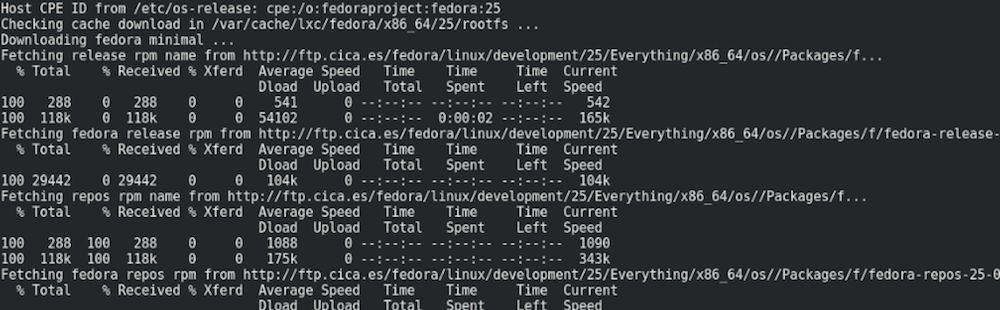 Host CPE ID from /etc/os-release: cpe:/o:fedoraproject:fedora:25
Checking cache download in /var/cache/lxc/fedora/x86_64/25/rootfs ...
Downloading fedora minimal ...
Fetching release rpm name from http://ftp.cica.es/fedora/linux/development/25/Everything/x86_64/os//Packages/f...
  % Total    % Received % Xferd  Average Speed   Time    Time     Time  Current
                                 Dload  Upload   Total   Spent    Left  Speed
100   288    0   288    0     0    541      0 --:--:-- --:--:-- --:--:--   542
100  118k    0  118k    0     0  54102      0 --:--:--  0:00:02 --:--:--  165k
Fetching fedora release rpm from http://ftp.cica.es/fedora/linux/development/25/Everything/x86_64/os//Packages/f/fedora-release-
  % Total    % Received % Xferd  Average Speed   Time    Time     Time  Current
                                 Dload  Upload   Total   Spent    Left  Speed
100 29442    0 29442    0     0   104k      0 --:--:-- --:--:-- --:--:--  104k
Fetching repos rpm name from http://ftp.cica.es/fedora/linux/development/25/Everything/x86_64/os//Packages/f...
  % Total    % Received % Xferd  Average Speed   Time    Time     Time  Current
                                 Dload  Upload   Total   Spent    Left  Speed
100   288  100   288    0     0   1088      0 --:--:-- --:--:-- --:--:--  1090
100  118k  100  118k    0     0   175k      0 --:--:-- --:--:-- --:--:--  343k
Fetching fedora repos rpm from http://ftp.cica.es/fedora/linux/development/25/Everything/x86_64/os//Packages/f/fedora-repos-25-0
  % Total    % Received % Xferd  Average Speed   Time    Time     Time  Current
                                 Dload  Upload   Total   Spent    Left  Speed